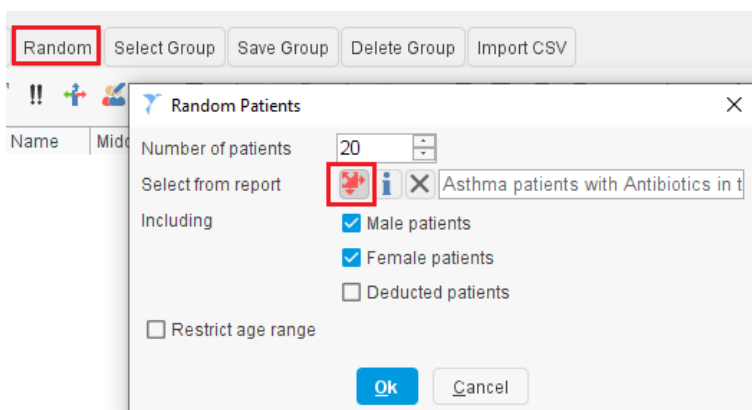 Random Select Group Save Group Delete Group Import CSV
!!
Name Midd
Random Patients
Number of patients 20
Select from report Asthma patients with Antibiotics in t
Including Male patients
Female patients
Deducted patients
Restrict age range
Ok Cancel